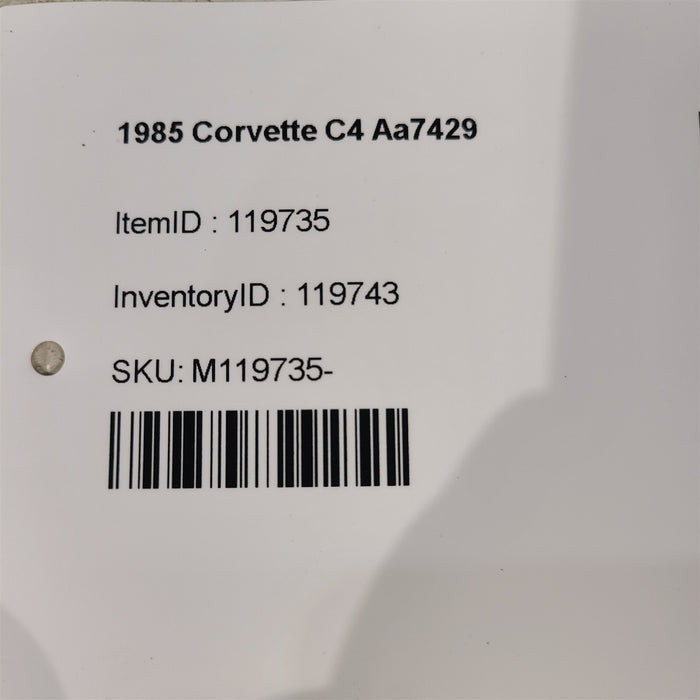 1985 Corvette C4 Aa7429
ItemID : 119735
InventoryID : 119743
SKU: M119735-